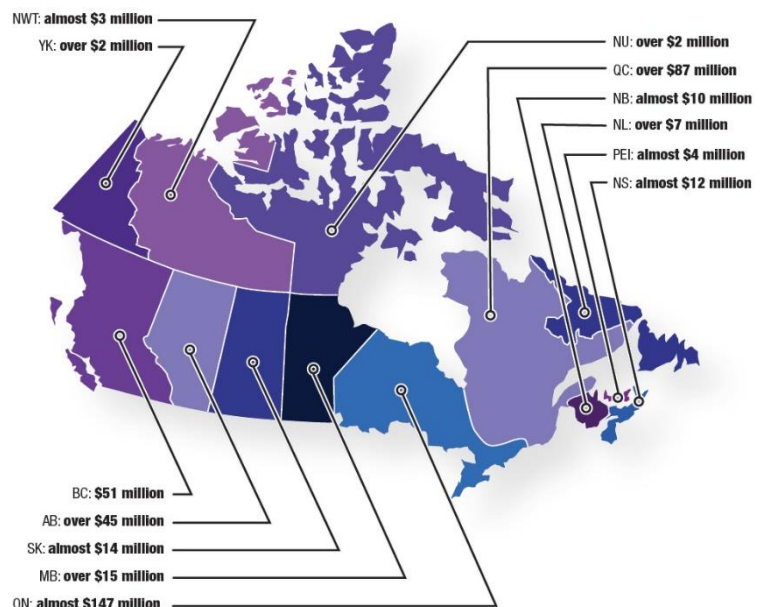 NWT: almost $3 million
YK: over $2 million
NU: over $2 million
QC: over $87 million
NB: almost $10 million
NL: over $7 million
PEI: almost $4 million
NS: almost $12 million
BC: $51 million
AB: over $45 million
SK: almost $14 million
MB: over $15 million
ON: almost $147 million